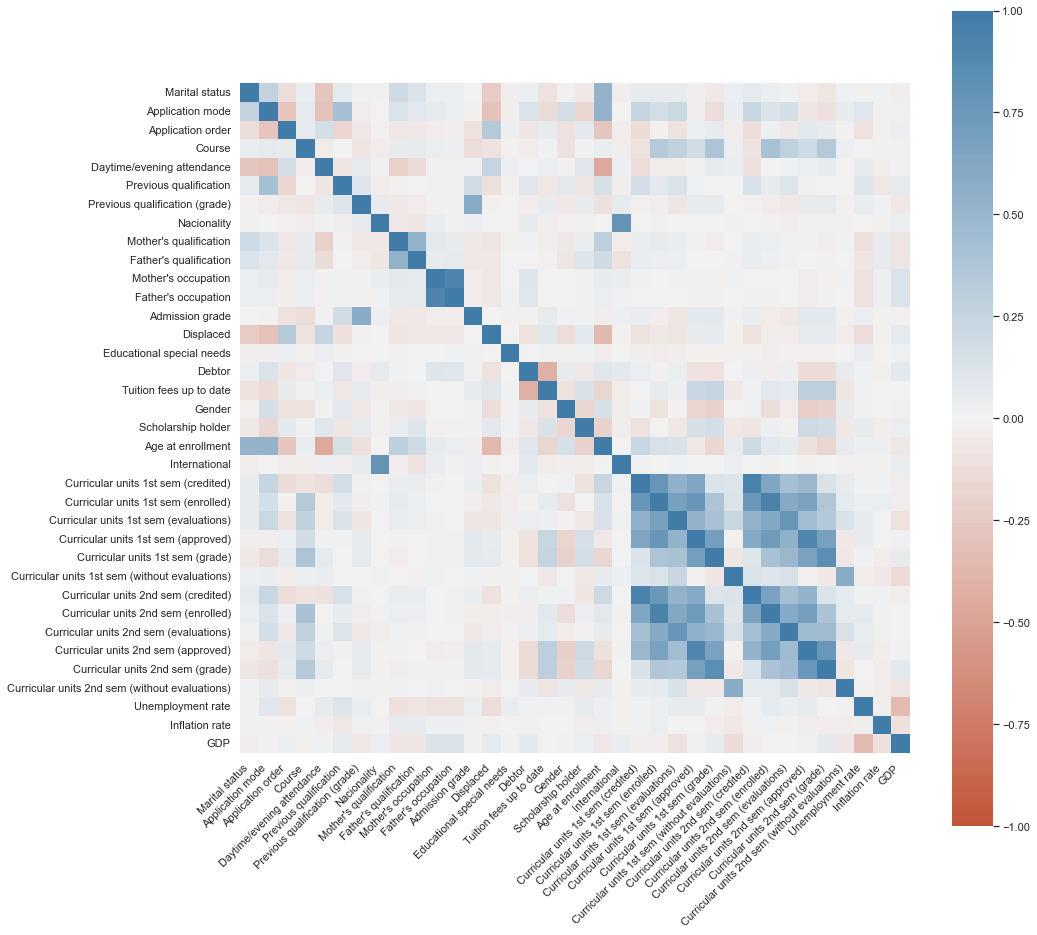 Marital status
Application mode
Application order
Course
Daytime/evening attendance
Previous qualification
Previous qualification (grade)
Nacionality
Mother's qualification
Father's qualification
Mother's occupation
Father's occupation
Admission grade
Displaced
Educational special needs
Debtor
Tuition fees up to date
Gender
Scholarship holder
Age at enrollment
International
Curricular units 1st sem (credited)
Curricular units 1st sem (enrolled)
Curricular units 1st sem (evaluations)
Curricular units 1st sem (approved)
Curricular units 1st sem (grade)
Curricular units 1st sem (without evaluations)
Curricular units 2nd sem (credited)
Curricular units 2nd sem (enrolled)
Curricular units 2nd sem (evaluations)
Curricular units 2nd sem (approved)
Curricular units 2nd sem (grade)
Curricular units 2nd sem (without evaluations)
Unemployment rate
Inflation rate
GDP
Marital status
Application mode
Application order
Course
Daytime/evening attendance
Previous qualification
Previous qualification (grade)
Nacionality
Mother's qualification
Father's qualification
Mother's occupation
Father's occupation
Admission grade
Displaced
Educational special needs
Debtor
Tuition fees up to date
Gender
Scholarship holder
Age at enrollment
International
Curricular units 1st sem (credited)
Curricular units 1st sem (enrolled)
Curricular units 1st sem (evaluations)
Curricular units 1st sem (approved)
Curricular units 1st sem (grade)
Curricular units 1st sem (without evaluations)
Curricular units 2nd sem (credited)
Curricular units 2nd sem (enrolled)
Curricular units 2nd sem (evaluations)
Curricular units 2nd sem (approved)
Curricular units 2nd sem (grade)
Curricular units 2nd sem (without evaluations)
Unemployment rate
Inflation rate
GDP
1.00
0.75
0.50
0.25
0.00
−0.25
−0.50
−0.75
−1.00